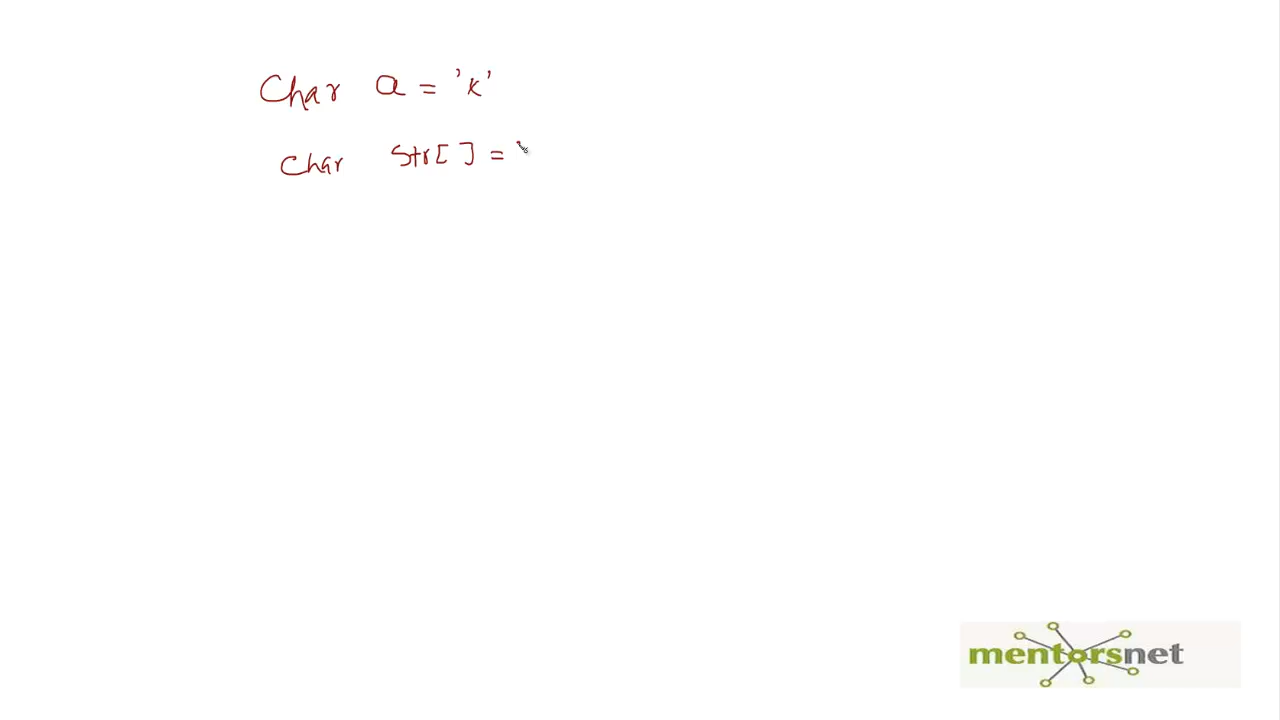 Char a = 'k'
Char Str[ ] = '
mentorsnet